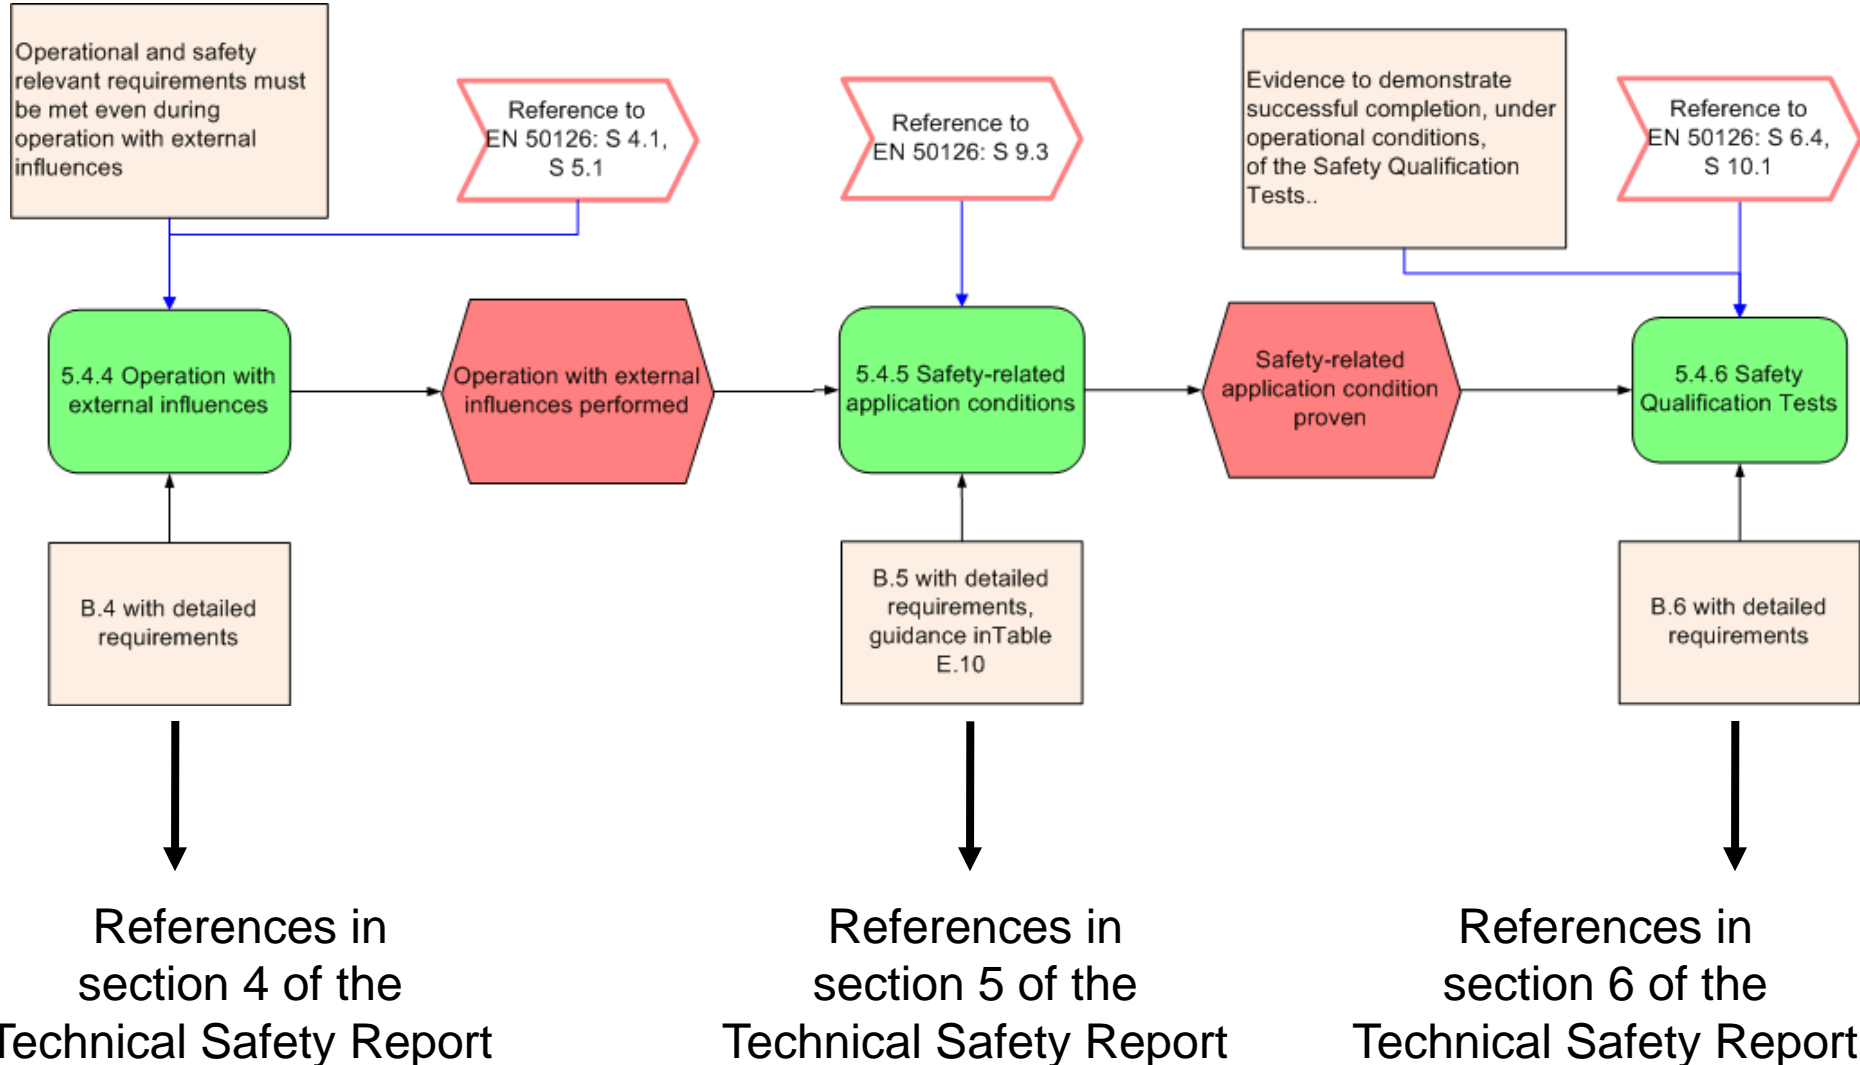 Operational and safety
relevant requirements must
be met even during
operation with external
influences
Reference to
EN 50126: S 4.1,
S 5.1
Reference to
EN 50126: S 9.3
Evidence to demonstrate
successful completion, under
operational conditions,
of the Safety Qualification
Tests..
Reference to
EN 50126: S 6.4,
S 10.1
5.4.4 Operation with
external influences
Operation with external
influences performed
5.4.5 Safety-related
application conditions
Safety-related
application condition
proven
5.4.6 Safety
Qualification Tests
B.4 with detailed
requirements
B.5 with detailed
requirements,
guidance inTable
E.10
B.6 with detailed
requirements
References in
section 4 of the
Technical Safety Report
References in
section 5 of the
Technical Safety Report
References in
section 6 of the
Technical Safety Report